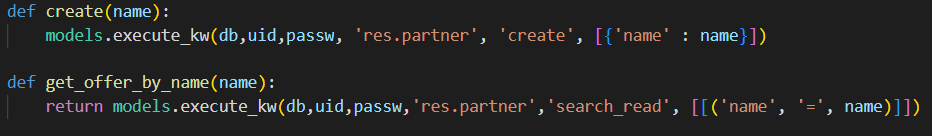 def create(name):
    models.execute_kw(db,uid,passw, 'res.partner', 'create', [{'name' : name}])
def get_offer_by_name(name):
    return models.execute_kw(db,uid,passw,'res.partner','search_read', [[('name', '=', name)]])